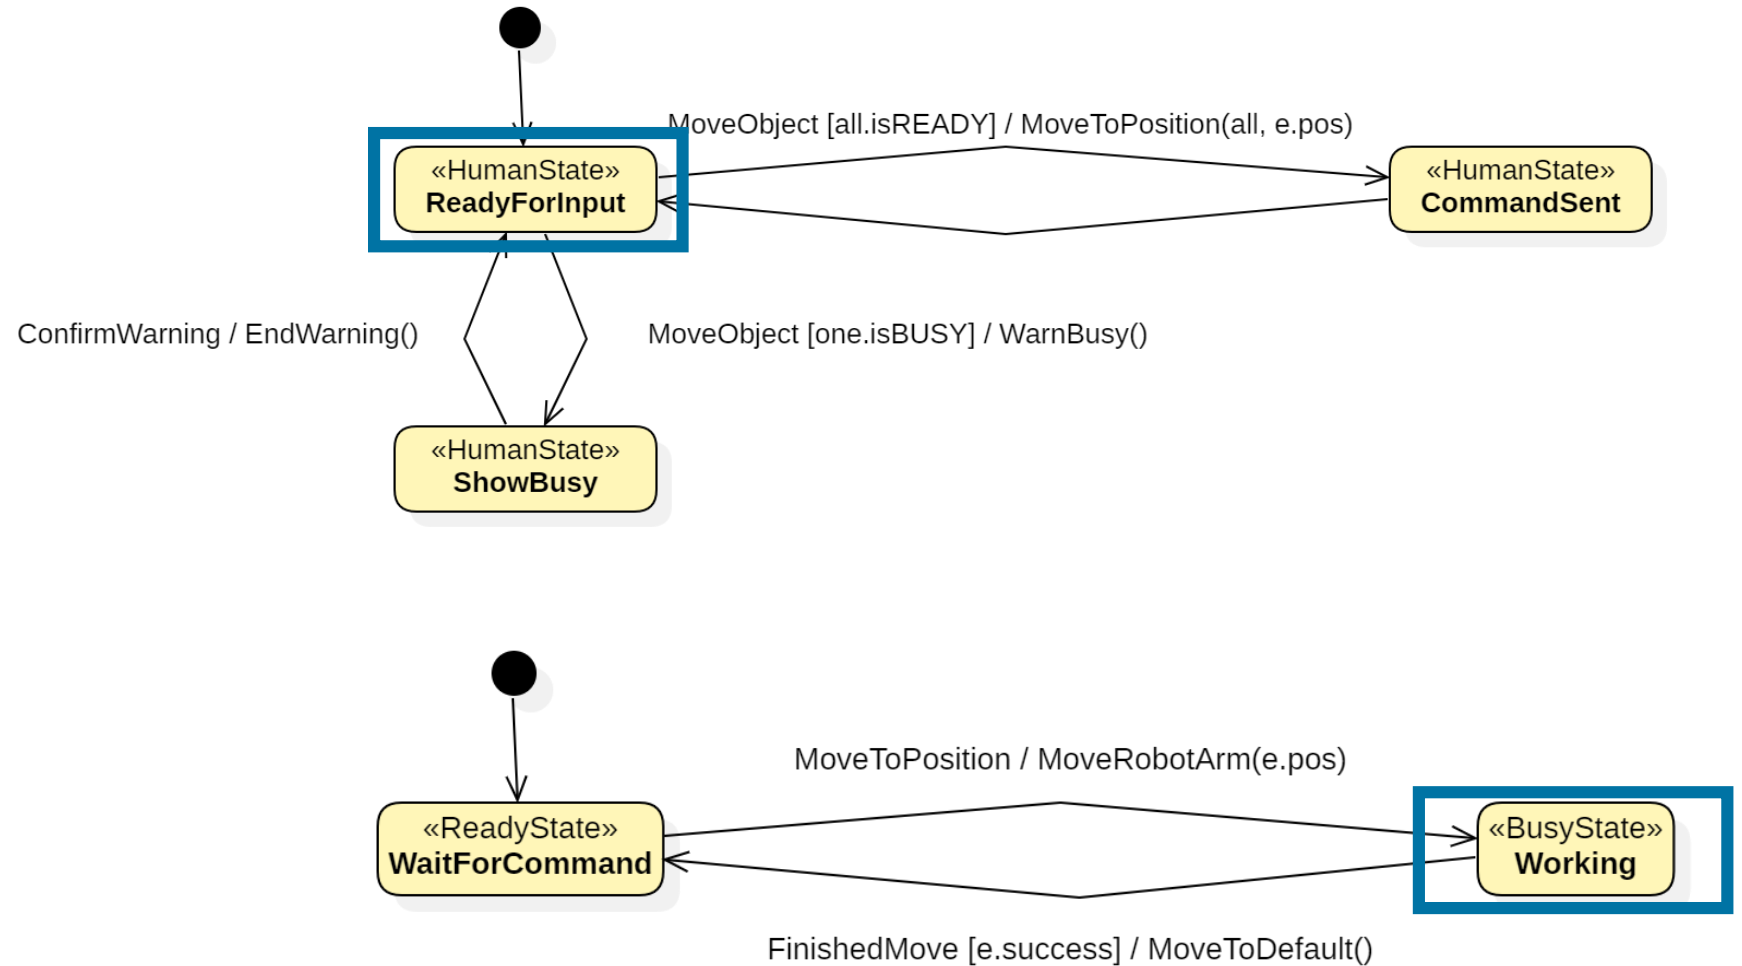 MoveObject [all.isREADY] / MoveToPosition(all, e.pos)
«HumanState»
ReadyForInput
«HumanState»
CommandSent
ConfirmWarning / EndWarning()
MoveObject [one.isBUSY] / WarnBusy()
«HumanState»
ShowBusy
MoveToPosition / MoveRobotArm(e.pos)
«ReadyState»
WaitForCommand
«BusyState»
Working
FinishedMove [e.success] / MoveToDefault()